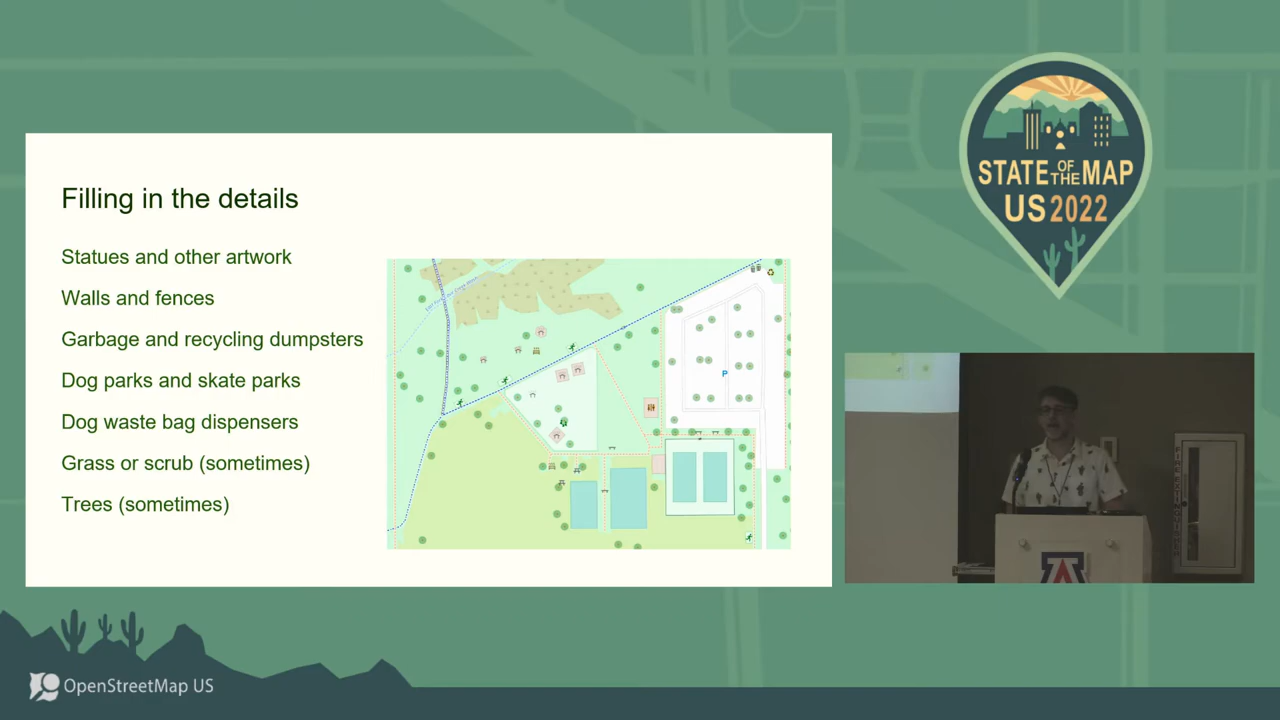 Filling in the details
Statues and other artwork
Walls and fences
Garbage and recycling dumpsters
Dog parks and skate parks
Dog waste bag dispensers
Grass or scrub (sometimes)
Trees (sometimes)
P
STATE OF THE MAP
US 2022
A
OpenStreetMap US